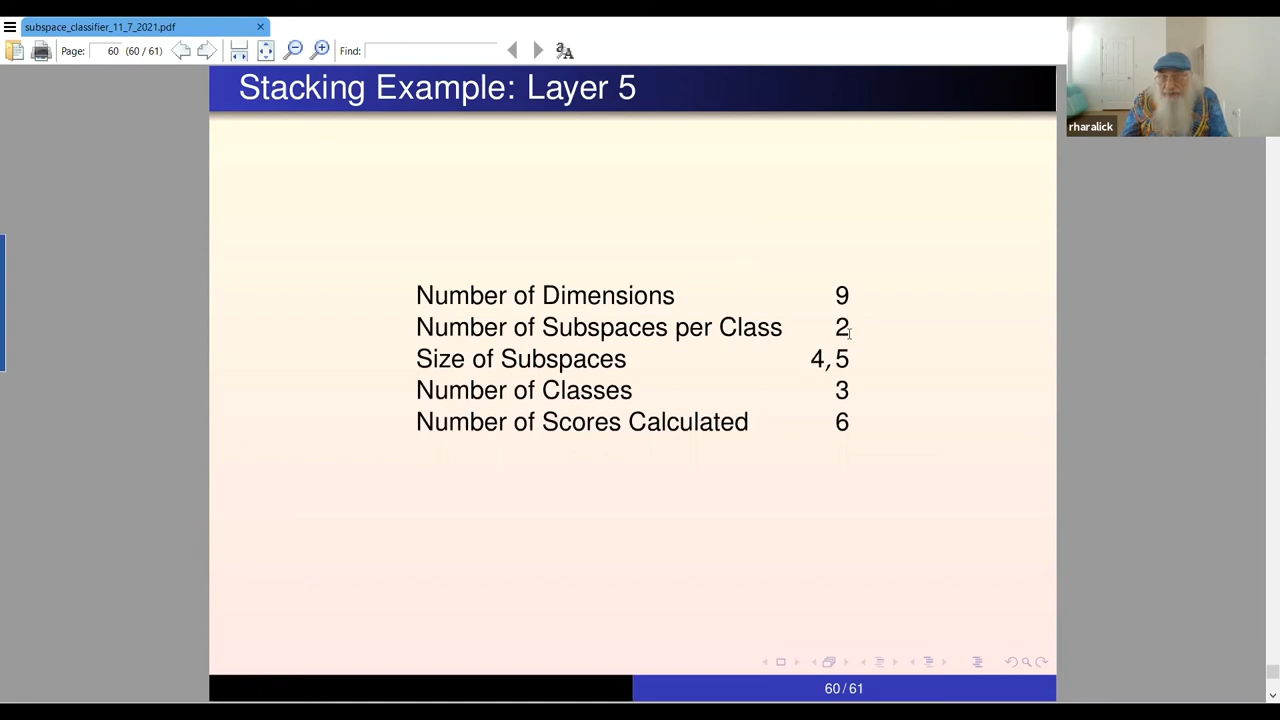 subspace_classifier_11_7_2021.pdf
Page: 60 (60 / 61) Find:
Stacking Example: Layer 5
rharalick
Number of Dimensions 9
Number of Subspaces per Class 2
Size of Subspaces 4, 5
Number of Classes 3
Number of Scores Calculated 6
60 / 61